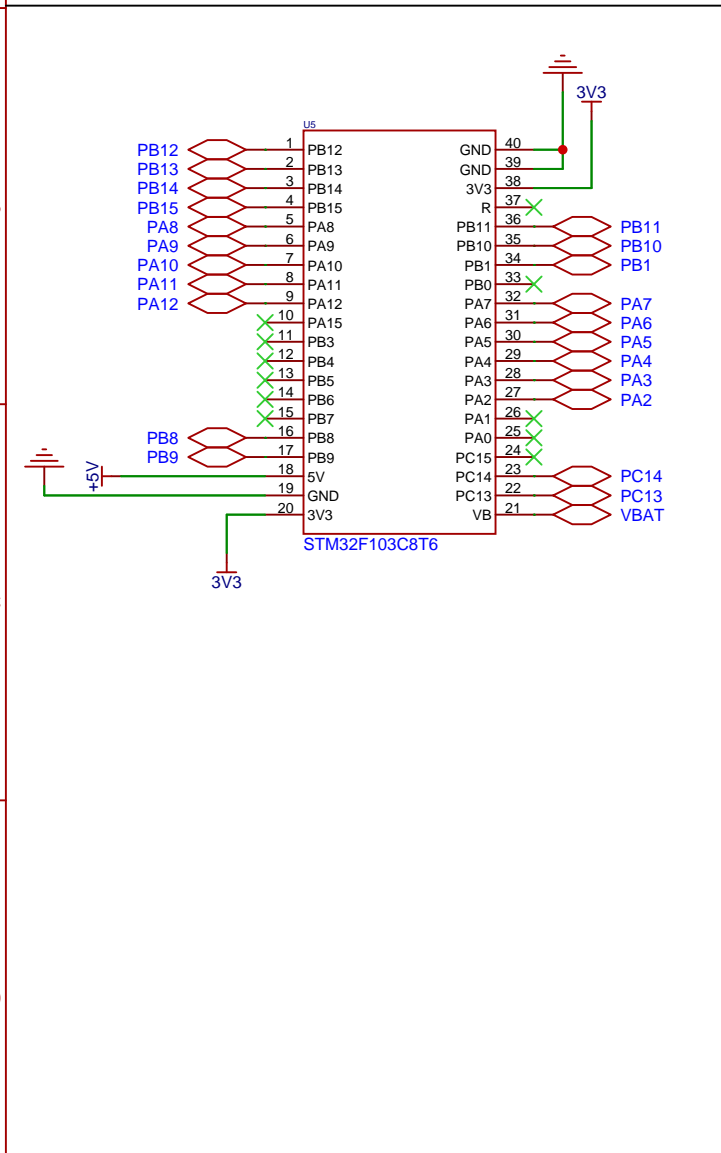 3V3
U5
PB12 1 PB12 GND 40
PB13 2 PB13 GND 39
PB14 3 PB14 3V3 38
PB15 4 PB15 R 37
PA8 5 PA8 PB11 36 PB11
PA9 6 PA9 PB10 35 PB10
PA10 7 PA10 PB1 34 PB1
PA11 8 PA11 PB0 33
PA12 9 PA12 PA7 32 PA7
10 PA15 PA6 31 PA6
11 PB3 PA5 30 PA5
12 PB4 PA4 29 PA4
13 PB5 PA3 28 PA3
14 PB6 PA2 27 PA2
15 PB7 PA1 26
PB8 16 PB8 PA0 25
PB9 17 PB9 PC15 24
+5V 18 5V PC14 23 PC14
19 GND PC13 22 PC13
20 3V3 VB 21 VBAT
STM32F103C8T6
3V3